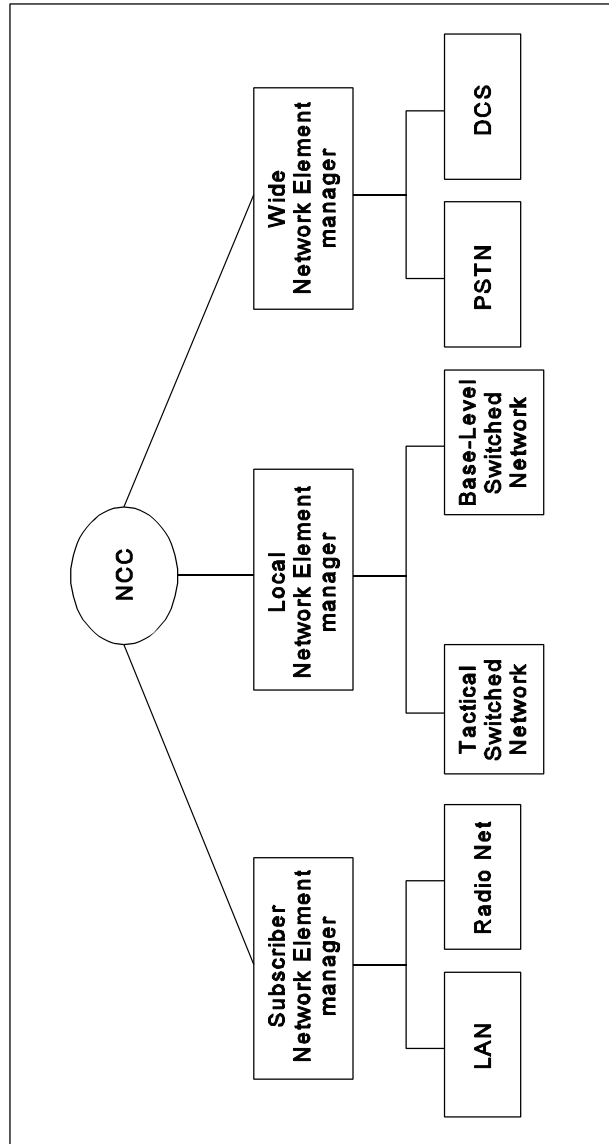 NCC
Subscriber
Network Element
manager
Local
Network Element
manager
Wide
Network Element
manager
LAN
Radio Net
Tactical
Switched
Network
Base-Level
Switched
Network
PSTN
DCS